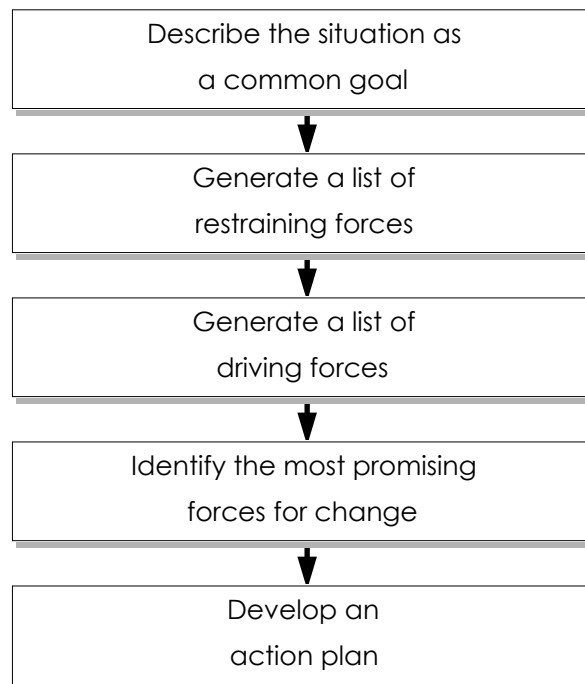 Describe the situation as
a common goal
Generate a list of
restraining forces
Generate a list of
driving forces
Identify the most promising
forces for change
Develop an
action plan